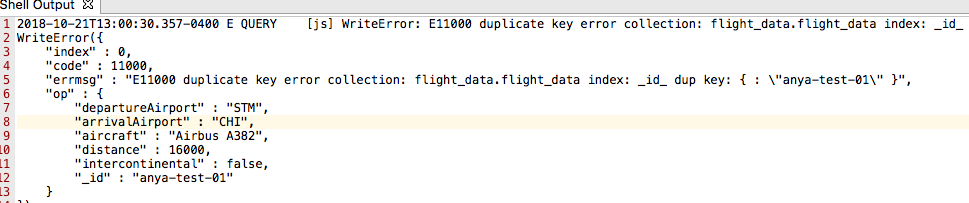 Shell Output
1 2018-10-21T13:00:30.357-0400 E QUERY    [js] WriteError: E11000 duplicate key error collection: flight_data.flight_data index: _id_
2 WriteError({
3     "index" : 0,
4     "code" : 11000,
5     "errmsg" : "E11000 duplicate key error collection: flight_data.flight_data index: _id_ dup key: { : \"anya-test-01\" }",
6     "op" : {
7         "departureAirport" : "STM",
8         "arrivalAirport" : "CHI",
9         "aircraft" : "Airbus A382",
10         "distance" : 16000,
11         "intercontinental" : false,
12         "_id" : "anya-test-01"
13     }